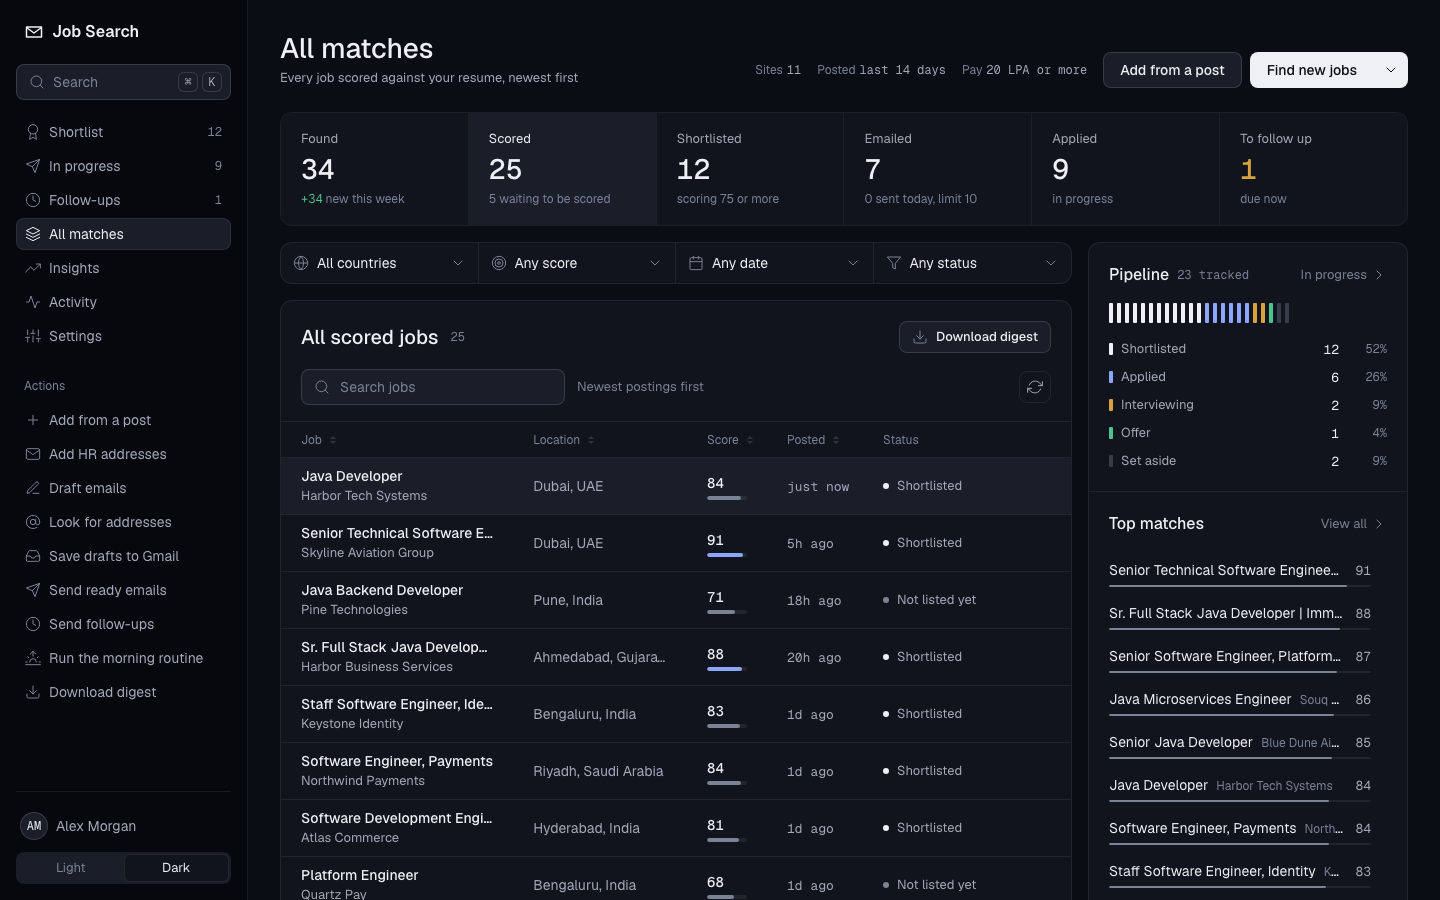 Job Search
Search ⌘ K
Shortlist 12
In progress 9
Follow-ups 1
All matches
Insights
Activity
Settings
Actions
Add from a post
Add HR addresses
Draft emails
Look for addresses
Save drafts to Gmail
Send ready emails
Send follow-ups
Run the morning routine
Download digest
AM Alex Morgan
Light Dark
All matches
Every job scored against your resume, newest first
Sites 11 Posted last 14 days Pay 20 LPA or more
Add from a post
Find new jobs
Found
34
+34 new this week
Scored
25
5 waiting to be scored
Shortlisted
12
scoring 75 or more
Emailed
7
0 sent today, limit 10
Applied
9
in progress
To follow up
1
due now
All countries Any score Any date Any status
All scored jobs 25
Download digest
Search jobs
Newest postings first
Job Location Score Posted Status
Java Developer
Harbor Tech Systems
Dubai, UAE 84 just now Shortlisted
Senior Technical Software E...
Skyline Aviation Group
Dubai, UAE 91 5h ago Shortlisted
Java Backend Developer
Pine Technologies
Pune, India 71 18h ago Not listed yet
Sr. Full Stack Java Develop...
Harbor Business Services
Ahmedabad, Gujara... 88 20h ago Shortlisted
Staff Software Engineer, Ide...
Keystone Identity
Bengaluru, India 83 1d ago Shortlisted
Software Engineer, Payments
Northwind Payments
Riyadh, Saudi Arabia 84 1d ago Shortlisted
Software Development Engi...
Atlas Commerce
Hyderabad, India 81 1d ago Shortlisted
Platform Engineer
Quartz Pay
Bengaluru, India 68 1d ago Not listed yet
Pipeline 23 tracked In progress
Shortlisted 12 52%
Applied 6 26%
Interviewing 2 9%
Offer 1 4%
Set aside 2 9%
Top matches View all
Senior Technical Software Enginee... 91
Sr. Full Stack Java Developer | Imm... 88
Senior Software Engineer, Platform... 87
Java Microservices Engineer Souq ... 86
Senior Java Developer Blue Dune Ai... 85
Java Developer Harbor Tech Systems 84
Software Engineer, Payments North... 84
Staff Software Engineer, Identity K... 83